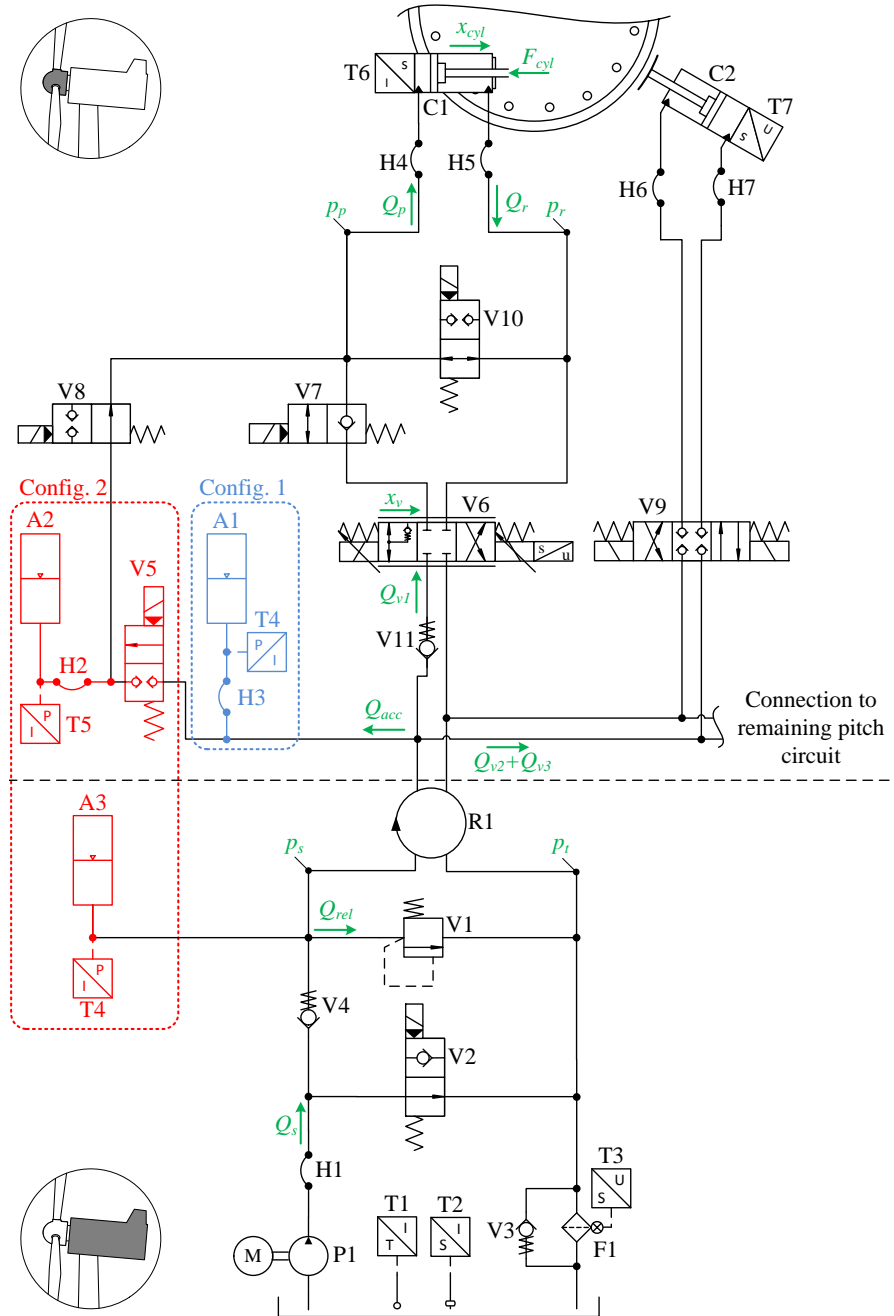 x_cyl
T6
S
I
F_cyl
C1
C2
T7
U
S
H4
H5
H6
H7
Q_p
Q_r
p_p
p_r
V10
V8
V7
Config. 2
Config. 1
x_v
V6
V9
A2
A1
s
u
V5
Q_v1
T4
P
I
V11
H2
H3
P
I
T5
Q_acc
Connection to
remaining pitch
circuit
Q_v2+Q_v3
A3
R1
p_s
p_t
Q_rel
V1
P
I
T4
V4
V2
Q_s
H1
T3
U
S
T1
T2
I
T
I
S
V3
F1
M
P1